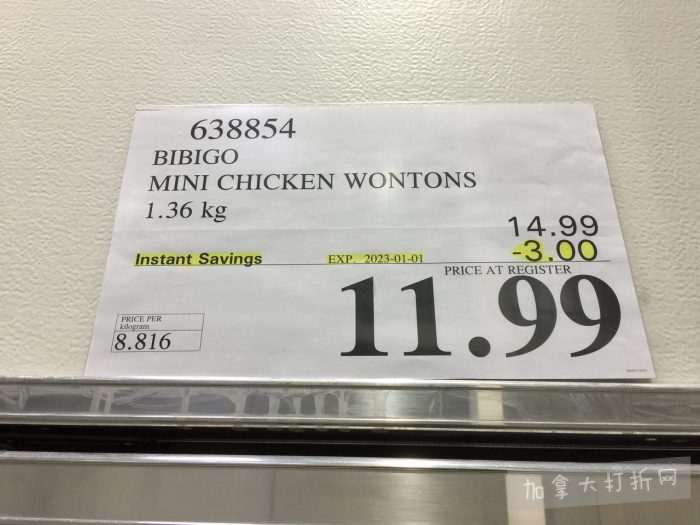 638854
BIBIGO
MINI CHICKEN WONTONS
1.36 kg
14.99
Instant Savings EXP. 2023-01-01 -3.00
PRICE AT REGISTER
11.99
PRICE PER
kilogram
8.816
加拿大打折网